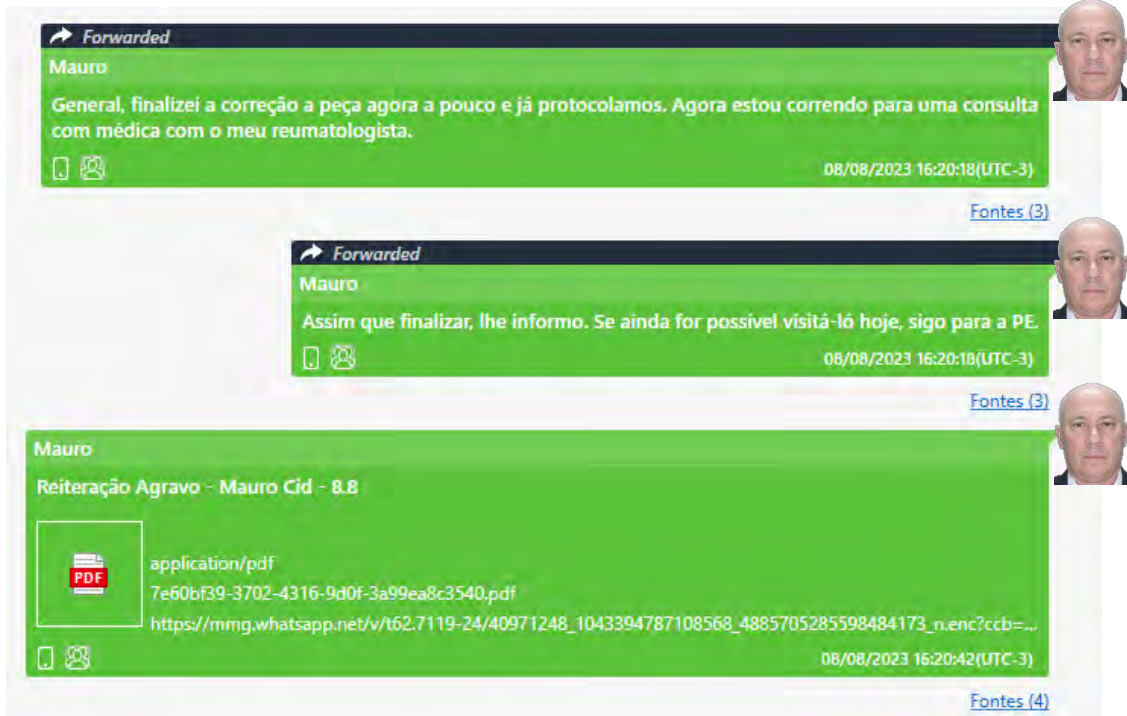 Forwarded
Mauro
General, finalizei a correção a peça agora a pouco e já protocolamos. Agora estou correndo para uma consulta
com médica com o meu reumatologista.
08/08/2023 16:20:18(UTC-3)
Fontes (3)
Forwarded
Mauro
Assim que finalizar, lhe informo. Se ainda for possível visitá-ló hoje, sigo para a PE.
08/08/2023 16:20:18(UTC-3)
Fontes (3)
Mauro
Reiteração Agravo - Mauro Cid - 8.8
PDF
application/pdf
7e60bf39-3702-4316-9d0f-3a99ea8c3540.pdf
https://mmg.whatsapp.net/v/t62.7119-24/40971248_1043394787108568_4885705285598484173_n.enc?ccb=...
08/08/2023 16:20:42(UTC-3)
Fontes (4)